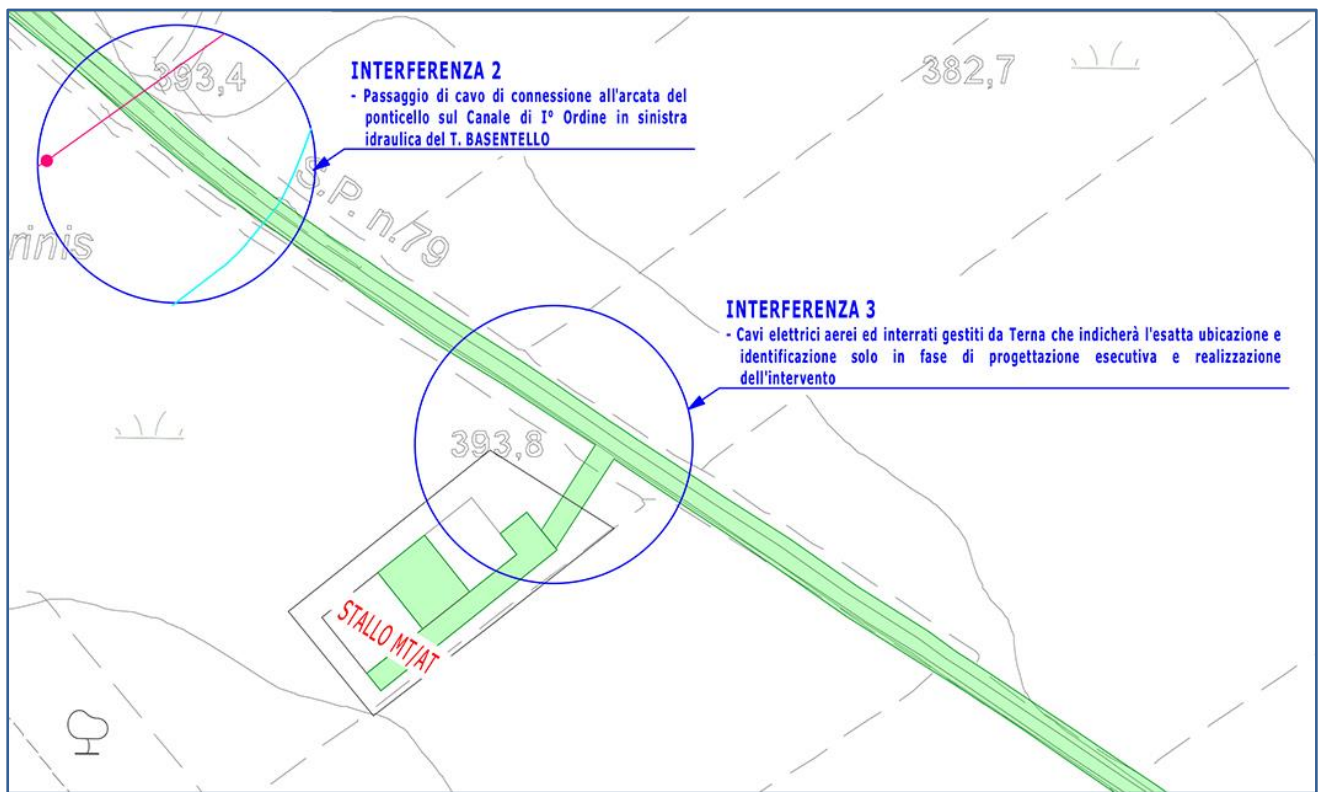 393,4
INTERFERENZA 2
- Passaggio di cavo di connessione all'arcata del
ponticello sul Canale di Iº Ordine in sinistra
idraulica del T. BASENTELLO
382,7
S.P. n.79
rinis
INTERFERENZA 3
- Cavi elettrici aerei ed interrati gestiti da Terna che indicherà l'esatta ubicazione e
identificazione solo in fase di progettazione esecutiva e realizzazione
dell'intervento
393,8
STALLO MT/AT